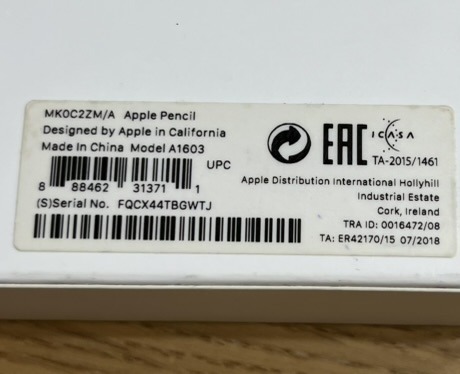 MK0C2ZM/A Apple Pencil
Designed by Apple in California
Made in China Model A1603
UPC
8 88462 31371 1
(S)Serial No. FQCX44TBGWTJ
EAC
ICASA
TA-2015/1461
Apple Distribution International Hollyhill
Industrial Estate
Cork, Ireland
TRA ID: 0016472/08
TA: ER42170/15 07/2018